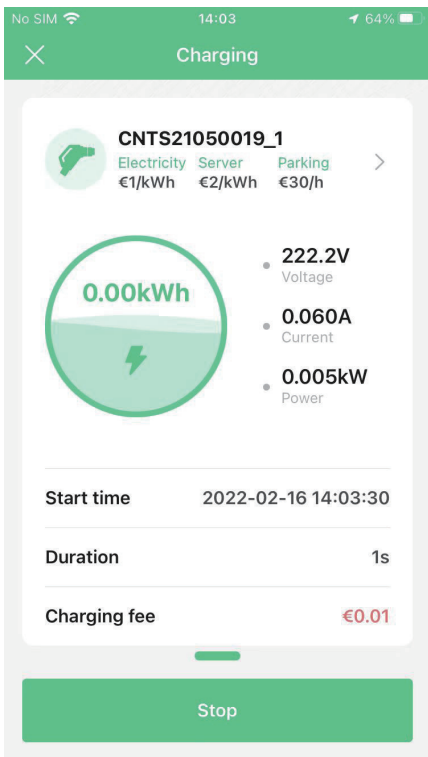 No SIM 14:03 64%
Charging
CNTS21050019_1
Electricity Server Parking
€1/kWh €2/kWh €30/h
0.00kWh
222.2V
Voltage
0.060A
Current
0.005kW
Power
Start time 2022-02-16 14:03:30
Duration 1s
Charging fee €0.01
Stop